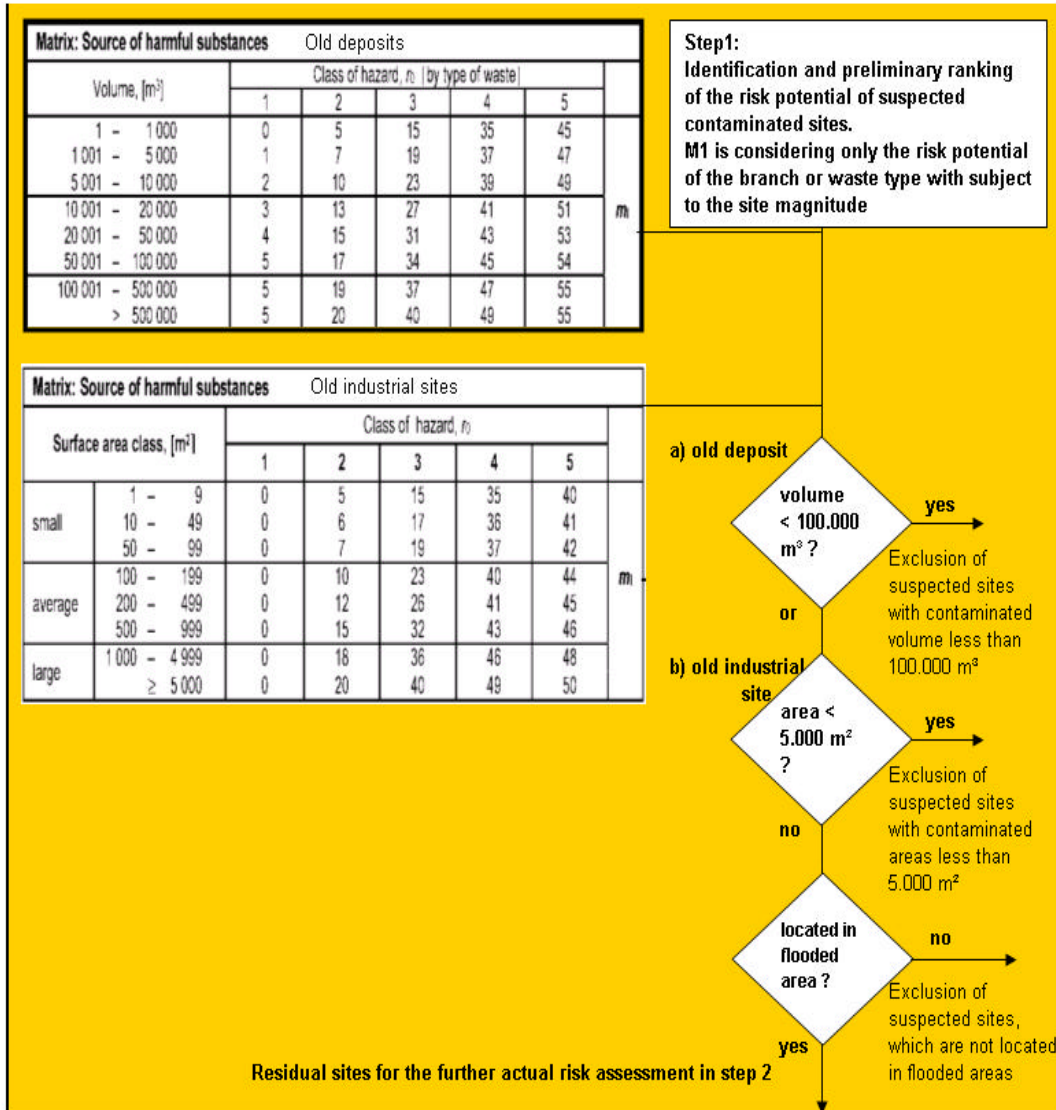 Matrix: Source of harmful substances Old deposits
Volume, [m³] Class of hazard, r₀ (by type of waste)
1 2 3 4 5
1 – 1 000 0 5 15 35 45
1 001 – 5 000 1 7 19 37 47
5 001 – 10 000 2 10 23 39 49
10 001 – 20 000 3 13 27 41 51 mI
20 001 – 50 000 4 15 31 43 53
50 001 – 100 000 5 17 34 45 54
100 001 – 500 000 5 19 37 47 55
> 500 000 5 20 40 49 55
Step1:
Identification and preliminary ranking
of the risk potential of suspected
contaminated sites.
M1 is considering only the risk potential
of the branch or waste type with subject
to the site magnitude
Matrix: Source of harmful substances Old industrial sites
Surface area class, [m²] Class of hazard, r₀
1 2 3 4 5
small 1 – 9 0 5 15 35 40
10 – 49 0 6 17 36 41
50 – 99 0 7 19 37 42
average 100 – 199 0 10 23 40 44 mI
200 – 499 0 12 26 41 45
500 – 999 0 15 32 43 46
large 1 000 – 4 999 0 18 36 46 48
≥ 5 000 0 20 40 49 50
a) old deposit
volume
< 100.000
m³ ?
yes
Exclusion of
suspected sites
with contaminated
volume less than
100.000 m³
or
b) old industrial
site
area <
5.000 m²
?
yes
Exclusion of
suspected sites
with contaminated
areas less than
5.000 m²
no
located in
flooded
area ?
no
Exclusion of
suspected sites,
which are not located
in flooded areas
yes
Residual sites for the further actual risk assessment in step 2